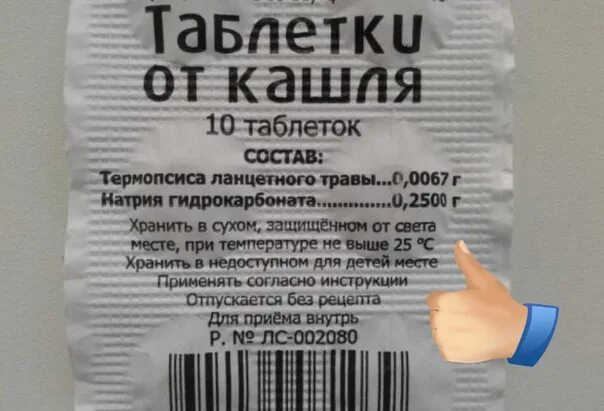 Таблетки
от кашля
10 таблеток
СОСТАВ:
Термопсиса ланцетного травы...0,0067 г
Натрия гидрокарбоната..............0,2500 г
Хранить в сухом, защищённом от света
месте, при температуре не выше 25 °С
Хранить в недоступном для детей месте
Применять согласно инструкции
Отпускается без рецепта
Для приёма внутрь
Р. № ЛС-002080